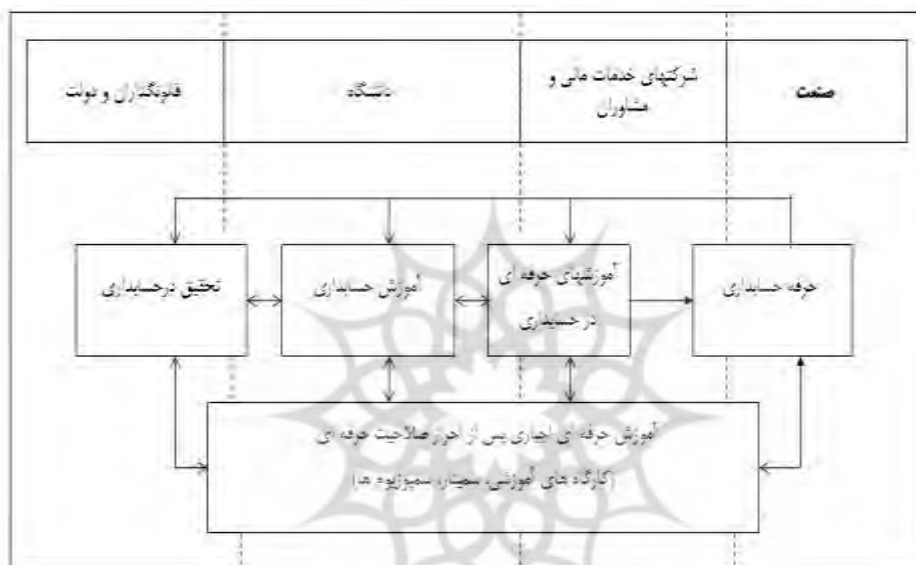 صنعت
شرکتهای خدمات مالی و
مشاوران
دانشگاه
قانونگذاران و دولت
حرفه حسابداری
آموزشهای حرفه ای
در حسابداری
آموزش حسابداری
تحقیق درحسابداری
آموزش حرفه ای اجباری پس از احراز صلاحیت حرفه ای
(کارگاه های آموزشی، سمینار، سمپوزیوم ها)